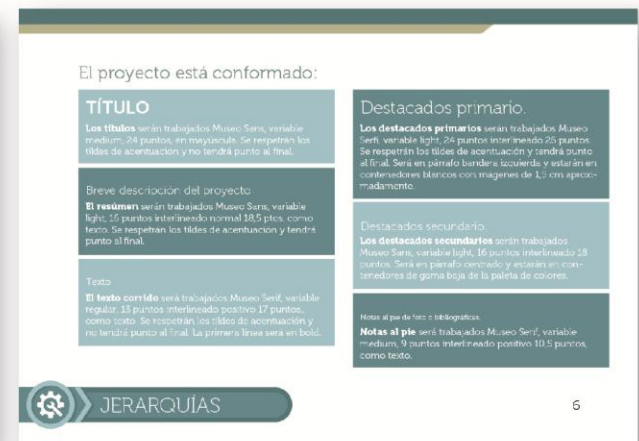 El proyecto está conformado:
TÍTULO
Los títulos serán trabajados Museo Sans, variable
medium, 24 puntos, en mayúscula. Se respetrán los
tildes de acentuación y no tendrá punto al final.
Breve descripción del proyecto
El resúmen serán trabajados Museo Sans, variable
light, 15 puntos interlineado normal 18,5 ptos, como
texto. Se respetrán los tildes de acentuación y tendrá
punto al final.
Texto
El texto corrido será trabajados Museo Serif, variable
regular, 13 puntos interlineado positivo 17 puntos,
como texto. Se respetrán los tildes de acentuación y
no tendrá punto al final. La primera línea será en bold.
Destacados primario.
Los destacados primarios serán trabajados Museo
Serfi, variable light, 24 puntos interlineado 25 puntos.
Se respetrán los tildes de acentuación y tendrá punto
al final. Será en párrafo bandera izquierda y estarán en
contenedores blancos con magenes de 1,5 cm aprox-
madamente.
Destacados secundario.
Los destacados secundarios serán trabajados
Museo Sans, variable light, 16 puntos interlineado 18
puntos. Será en párrafo centrado y estarán en con-
tenedores de gama baja de la paleta de colores.
Notas al pie de foto o bibliográficas.
Notas al pie será trabajados Museo Serif, variable
medium, 9 puntos interlineado positivo 10,5 puntos,
como texto.
JERARQUÍAS
6